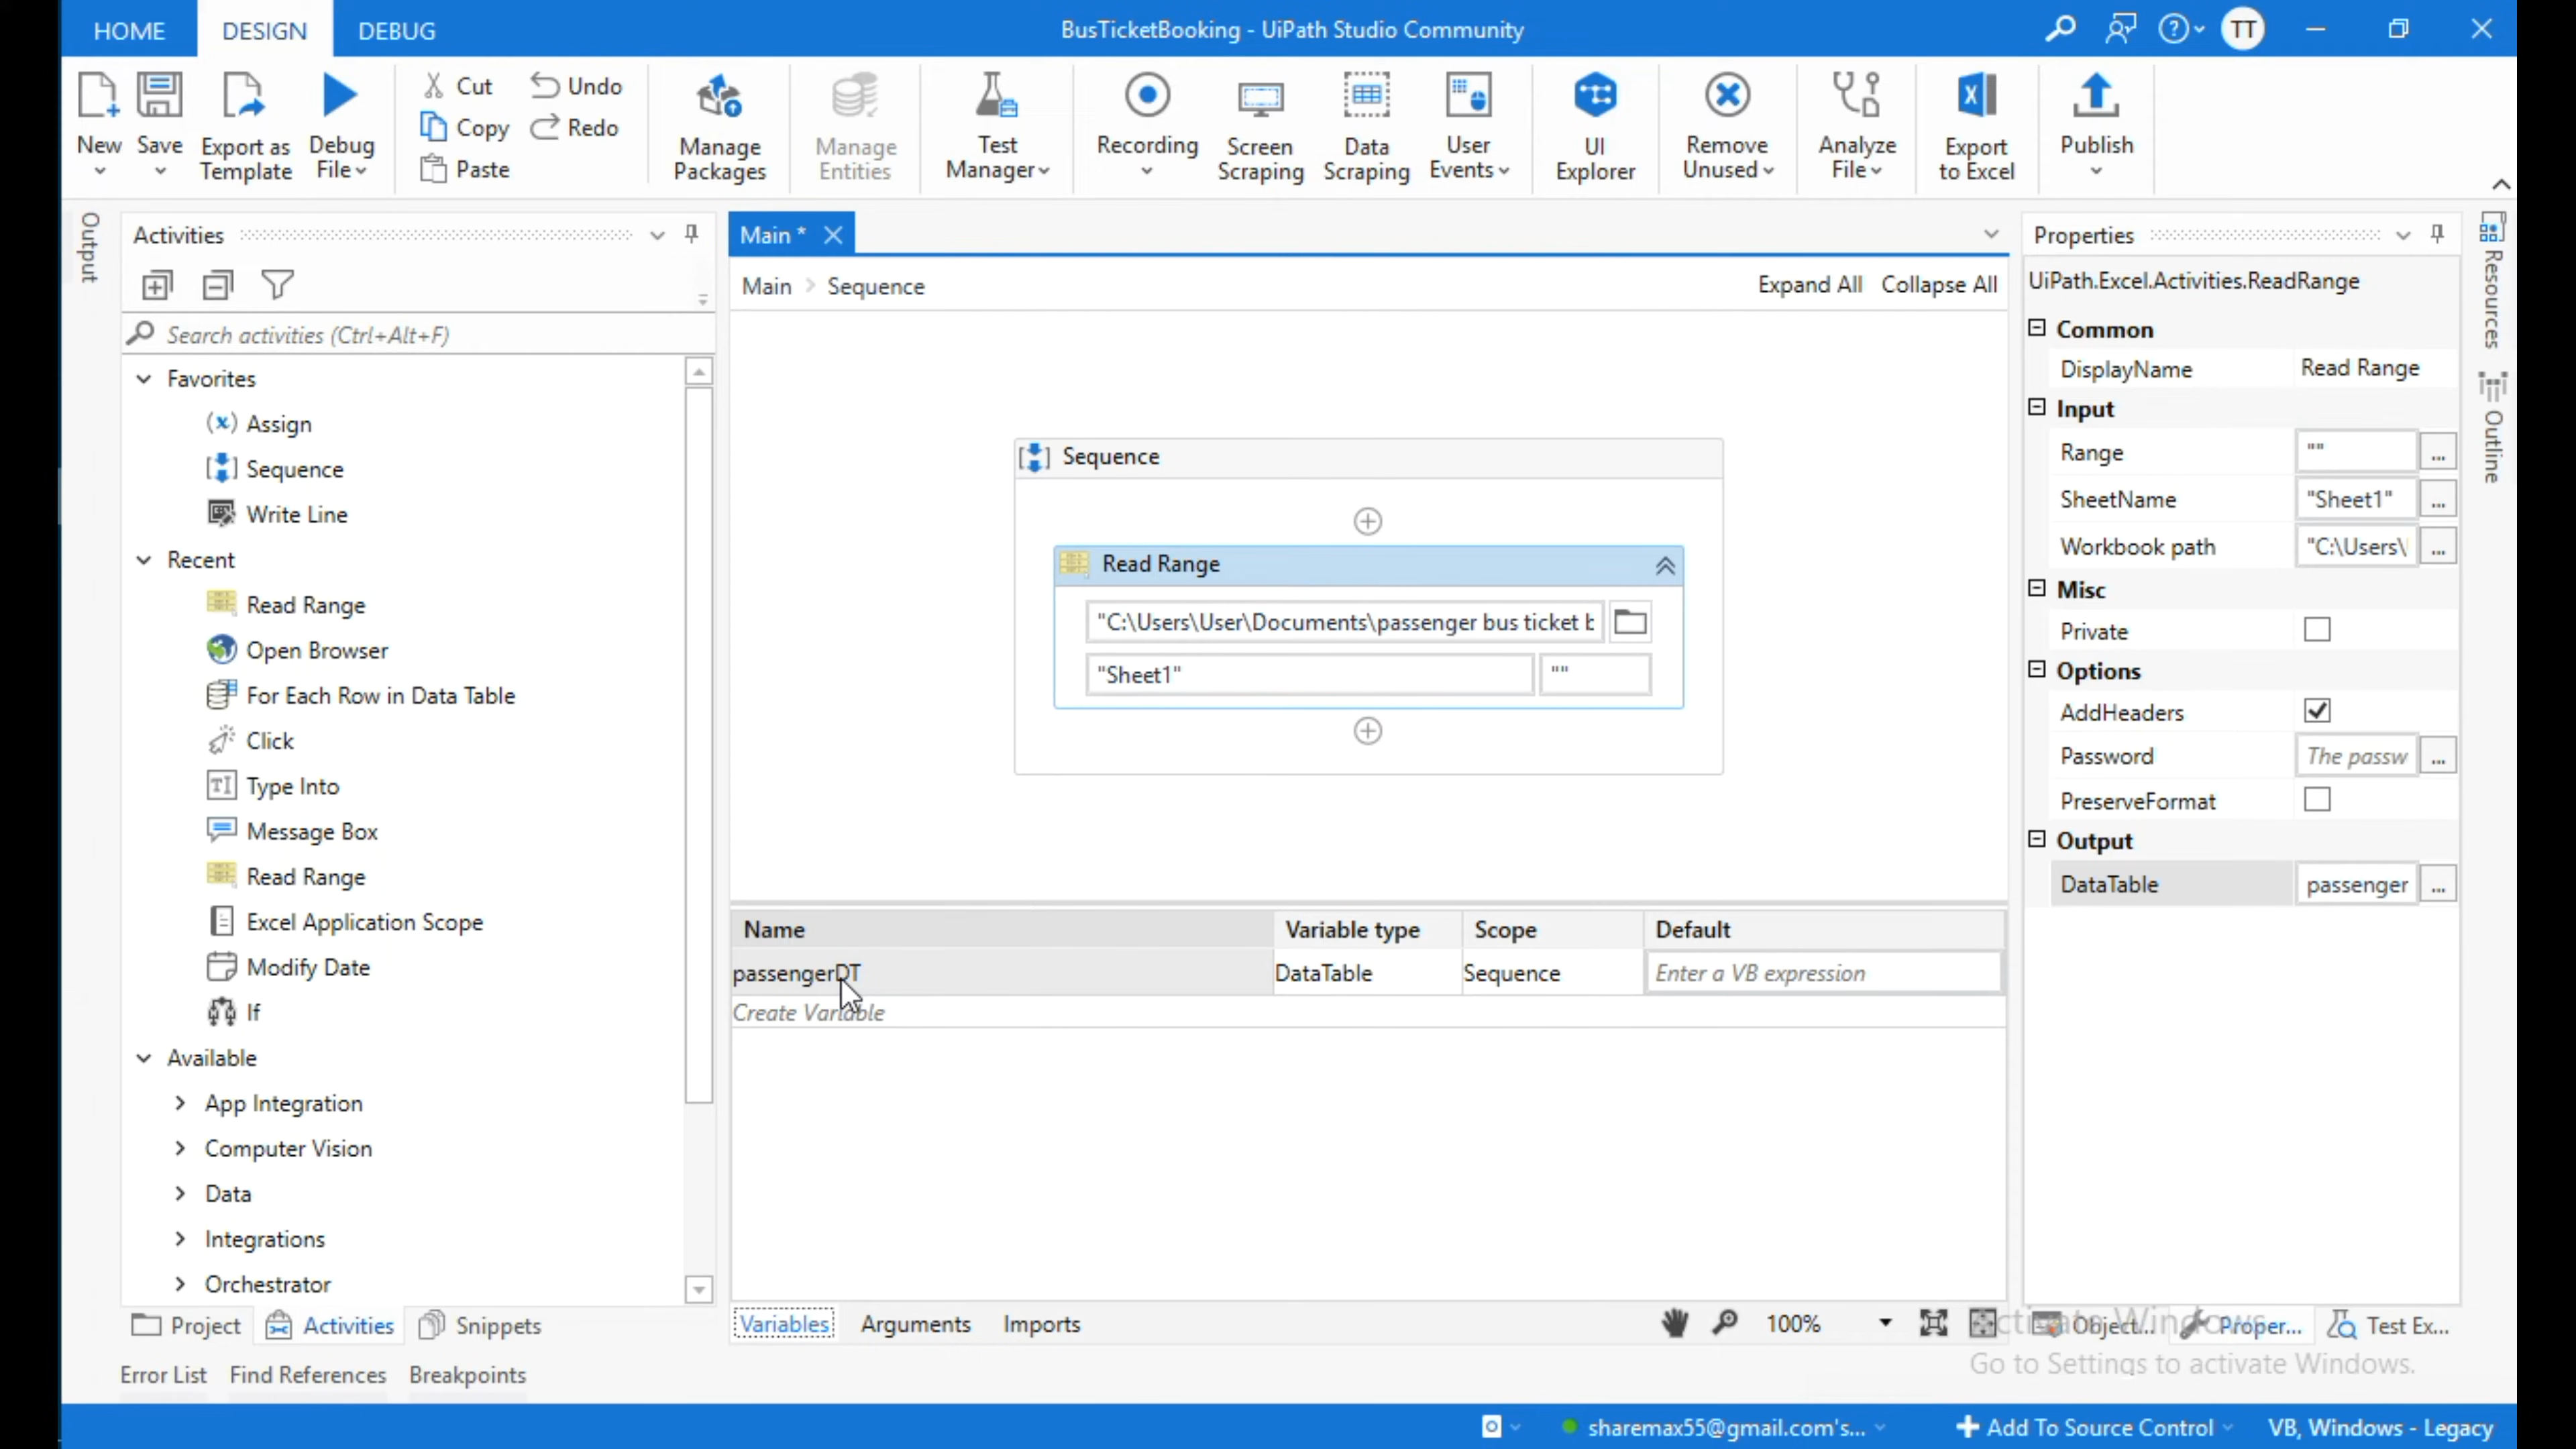 HOME DESIGN DEBUG BusTicketBooking - UiPath Studio Community TT
New Save Export as Template Debug File Cut Copy Paste Undo Redo Manage Packages Manage Entities Test Manager Recording Screen Scraping Data Scraping User Events UI Explorer Remove Unused Analyze File Export to Excel Publish
Output
Activities
Search activities (Ctrl+Alt+F)
Favorites
Assign
Sequence
Write Line
Recent
Read Range
Open Browser
For Each Row in Data Table
Click
Type Into
Message Box
Read Range
Excel Application Scope
Modify Date
If
Available
App Integration
Computer Vision
Data
Integrations
Orchestrator
Project Activities Snippets
Error List Find References Breakpoints
Main *
Main > Sequence Expand All Collapse All
Sequence
Read Range
"C:\Users\User\Documents\passenger bus ticket b
"Sheet1" ""
Name Variable type Scope Default
passengerDT DataTable Sequence Enter a VB expression
Create Variable
Variables Arguments Imports 100%
Properties
UiPath.Excel.Activities.ReadRange
Common
DisplayName Read Range
Input
Range "" ...
SheetName "Sheet1" ...
Workbook path "C:\Users\ ...
Misc
Private
Options
AddHeaders
Password The passw ...
PreserveFormat
Output
DataTable passenger ...
Object... Proper... Test Ex...
Activate Windows
Go to Settings to activate Windows.
Resources
Outline
sharemax55@gmail.com's... Add To Source Control VB, Windows - Legacy